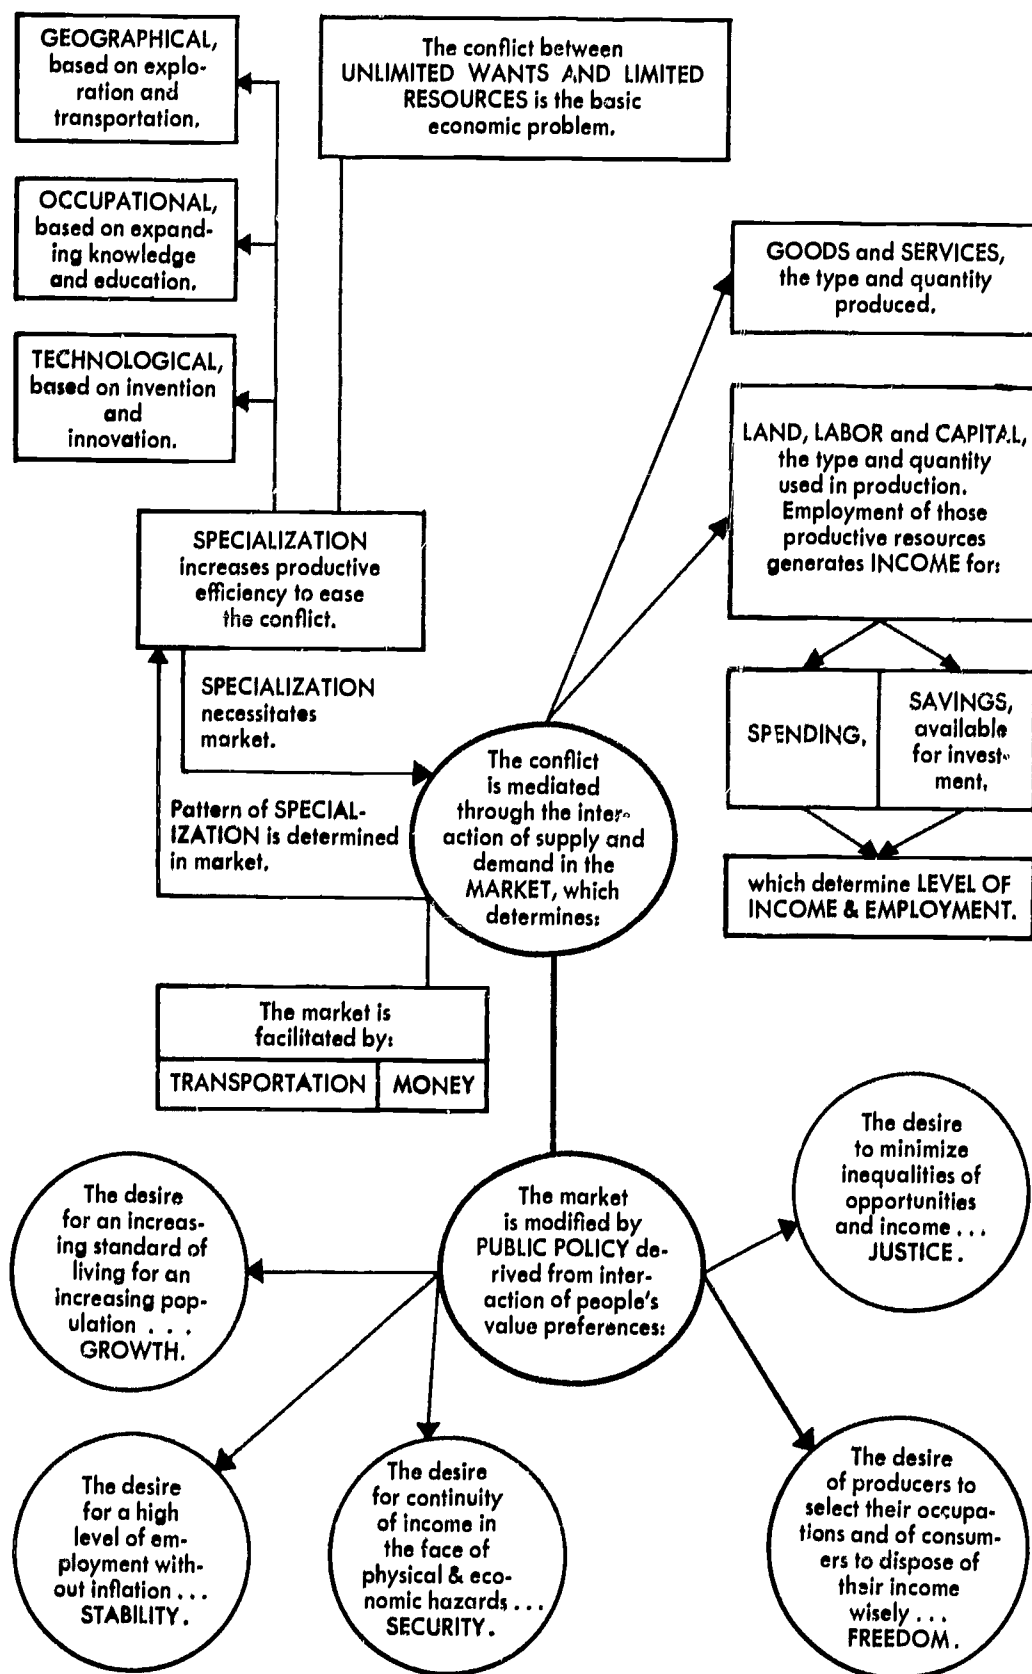 GEOGRAPHICAL,
based on explo-
ration and
transportation.
The conflict between
UNLIMITED WANTS AND LIMITED
RESOURCES is the basic
economic problem.
OCCUPATIONAL,
based on expand-
ing knowledge
and education.
TECHNOLOGICAL,
based on invention
and
innovation.
GOODS and SERVICES,
the type and quantity
produced.
LAND, LABOR and CAPITAL,
the type and quantity
used in production.
Employment of those
productive resources
generates INCOME for:
SPECIALIZATION
increases productive
efficiency to ease
the conflict.
SPECIALIZATION
necessitates
market.
SPENDING,
SAVINGS,
available
for invest-
ment,
The conflict
is mediated
through the inter-
action of supply and
demand in the
MARKET, which
determines:
Pattern of SPECIAL-
IZATION is determined
in market.
which determine LEVEL OF
INCOME & EMPLOYMENT.
The market is
facilitated by:
TRANSPORTATION
MONEY
The desire
to minimize
inequalities of
opportunities
and income ...
JUSTICE.
The market
is modified by
PUBLIC POLICY de-
rived from inter-
action of people's
value preferences:
The desire
for an increas-
ing standard of
living for an
increasing pop-
ulation . . .
GROWTH.
The desire
for a high
level of em-
ployment with-
out inflation ...
STABILITY.
The desire
for continuity
of income in
the face of
physical & eco-
nomic hazards ...
SECURITY.
The desire
of producers to
select their occupa-
tions and of consum-
ers to dispose of
their income
wisely ...
FREEDOM.